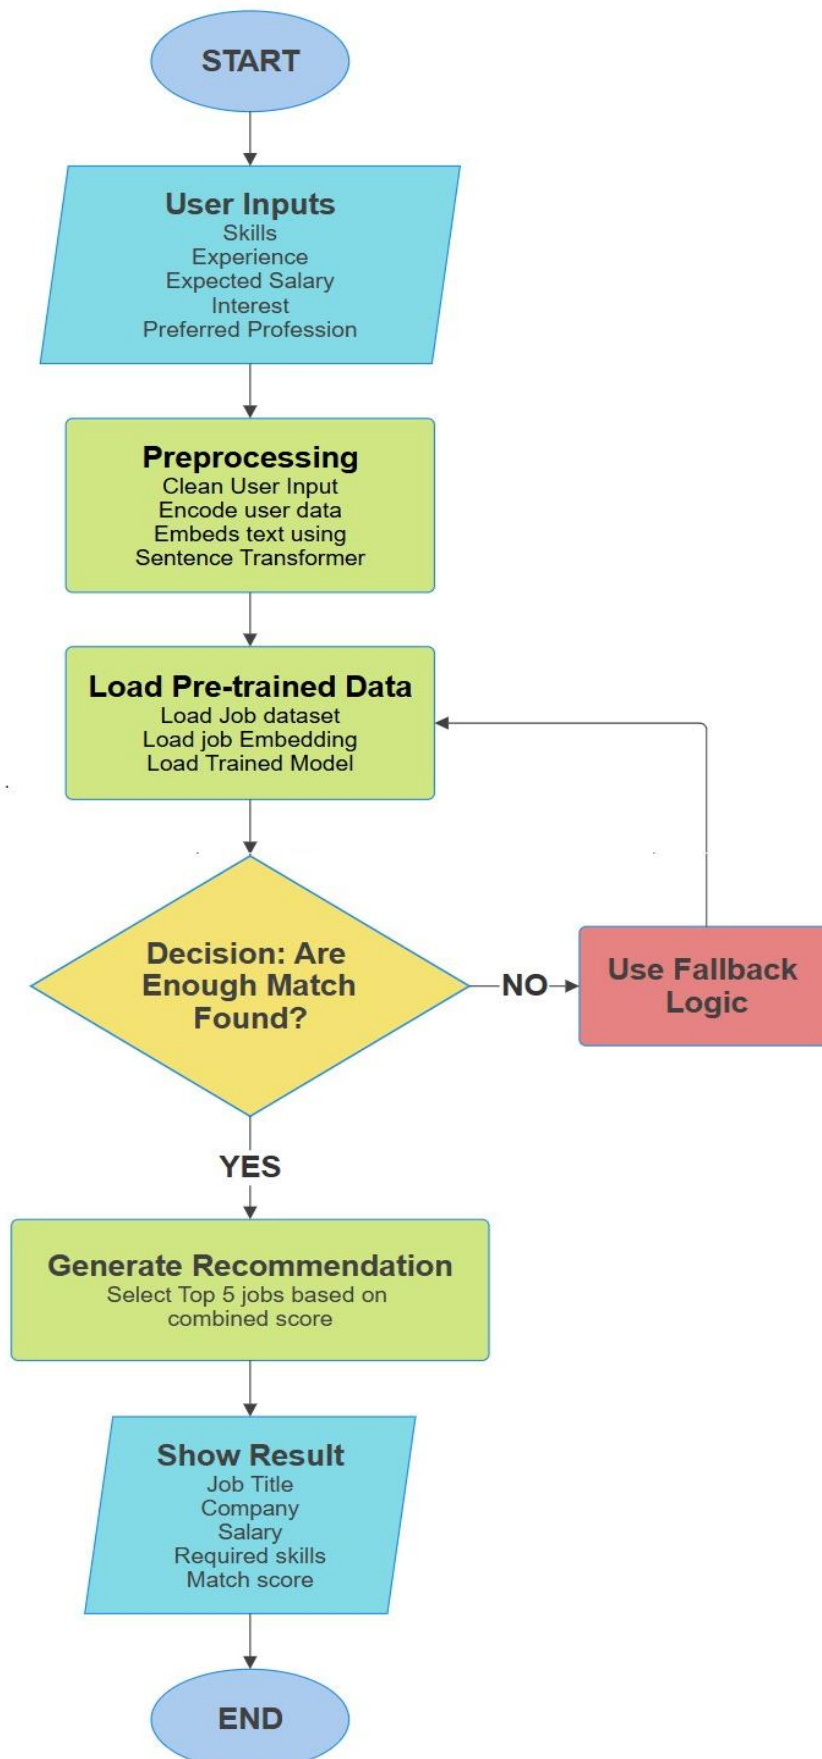 START
User Inputs
Skills
Experience
Expected Salary
Interest
Preferred Profession
Preprocessing
Clean User Input
Encode user data
Embeds text using
Sentence Transformer
Load Pre-trained Data
Load Job dataset
Load job Embedding
Load Trained Model
Decision: Are
Enough Match
Found?
NO
Use Fallback
Logic
YES
Generate Recommendation
Select Top 5 jobs based on
combined score
Show Result
Job Title
Company
Salary
Required skills
Match score
END